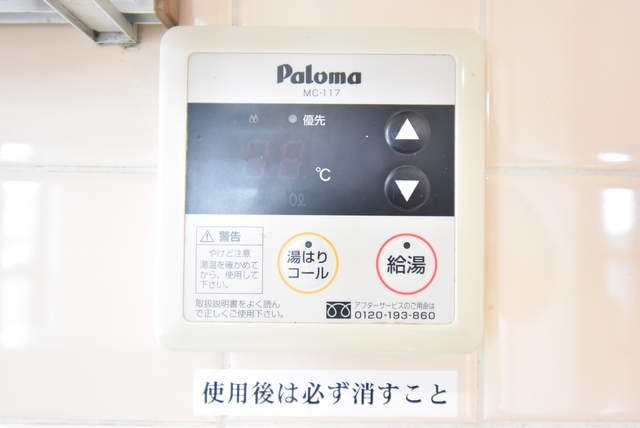 Paloma
MC-117
優先
℃
⚠ 警告
やけど注意
湯温を確かめて
から、使用して
下さい。
湯はり
コール
給湯
取扱説明書をよく読ん
で正しくご使用下さい。
アフターサービスのご用命は
0120-193-860
使用後は必ず消すこと